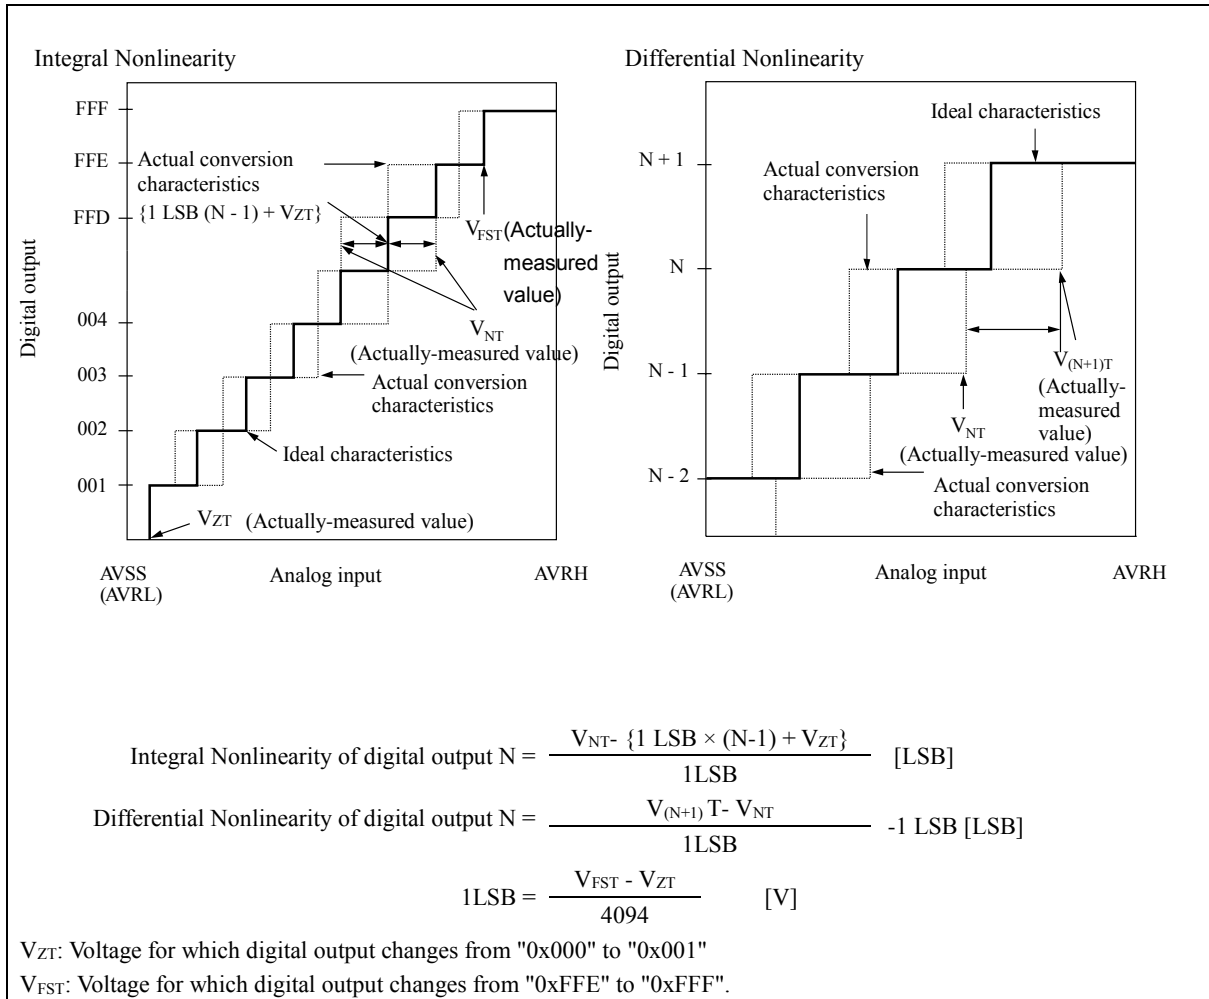 Integral Nonlinearity
FFF
FFE
FFD
004
003
002
001
Digital output
Actual conversion
characteristics
{1 LSB (N - 1) + VZT}
VFST(Actually-
measured
value)
VNT
(Actually-measured value)
Actual conversion
characteristics
Ideal characteristics
VZT (Actually-measured value)
AVSS
(AVRL)
Analog input
AVRH
Differential Nonlinearity
N + 1
N
N - 1
N - 2
Digital output
Ideal characteristics
Actual conversion
characteristics
V(N+1)T
(Actually-
measured
value)
VNT
(Actually-measured value)
Actual conversion
characteristics
AVSS
(AVRL)
Analog input
AVRH
Integral Nonlinearity of digital output N = VNT- {1 LSB × (N-1) + VZT} / 1LSB [LSB]
Differential Nonlinearity of digital output N = V(N+1) T- VNT / 1LSB -1 LSB [LSB]
1LSB = VFST - VZT / 4094 [V]
VZT: Voltage for which digital output changes from "0x000" to "0x001"
VFST: Voltage for which digital output changes from "0xFFE" to "0xFFF".